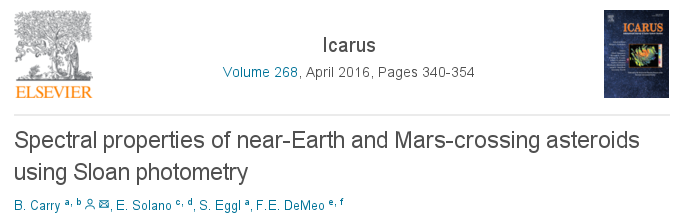 Icarus
Volume 268, April 2016, Pages 340-354
ELSEVIER
ICARUS
Spectral properties of near-Earth and Mars-crossing asteroids
using Sloan photometry
B. Carry a, b, E. Solano c, d, S. Eggl a, F.E. DeMeo e, f